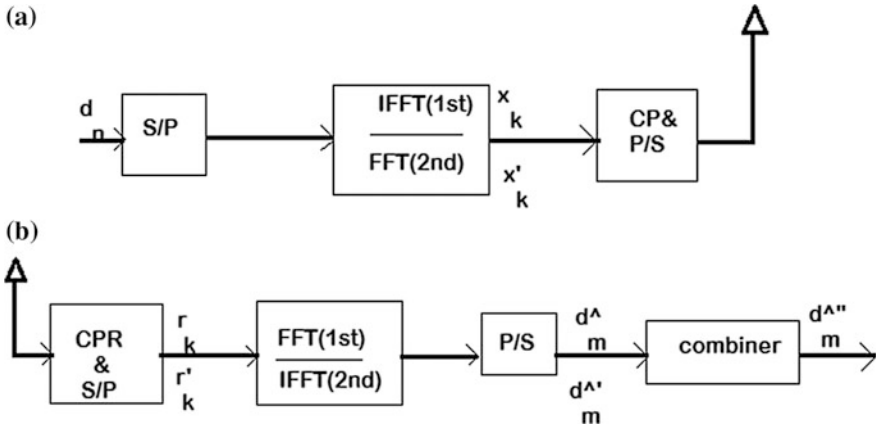 (a)
d
n
S/P
IFFT(1st)
FFT(2nd)
x
k
x'
k
CP&
P/S
(b)
CPR
&
S/P
r
k
r'
k
FFT(1st)
IFFT(2nd)
P/S
d^
m
d^'
m
combiner
d^"
m